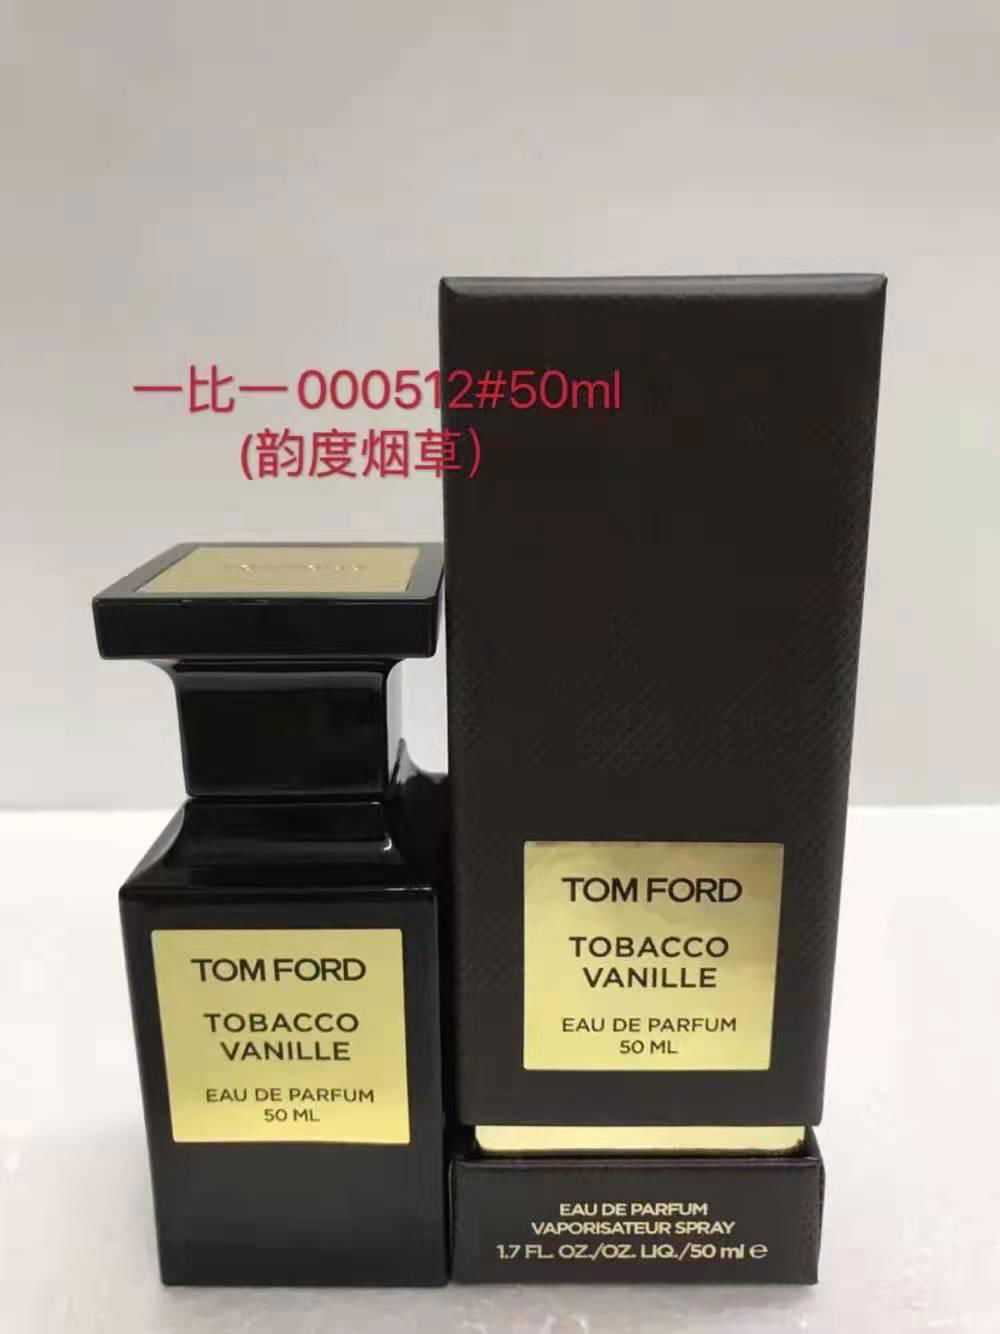 一比一000512#50ml
(韵度烟草)
TOM FORD
TOBACCO
VANILLE
EAU DE PARFUM
50 ML
TOM FORD
TOBACCO
VANILLE
EAU DE PARFUM
50 ML
EAU DE PARFUM
VAPORISATEUR SPRAY
1.7 FL. OZ./OZ. LIQ./50 ml e